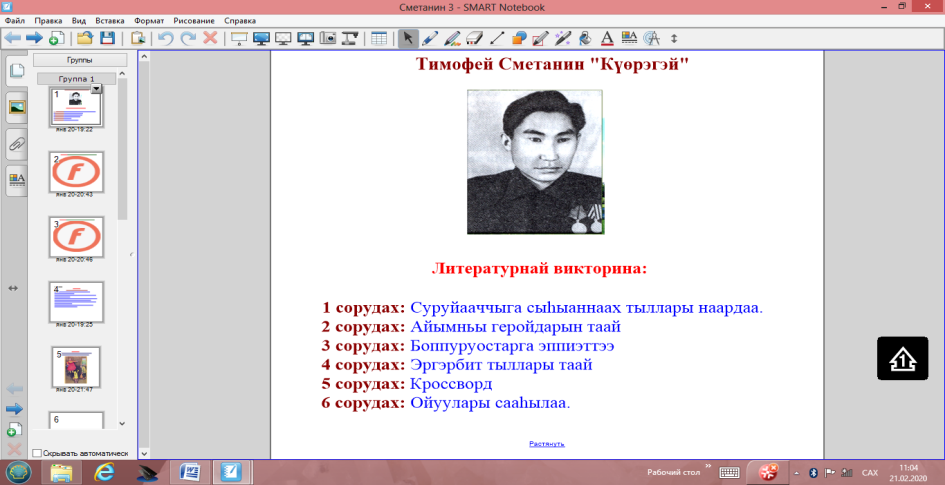 Сметанин 3 - SMART Notebook
Файл Правка Вид Вставка Формат Рисование Справка
Группы
Группа 1
1
янв 20-19:22
2
янв 20-20:43
3
янв 20-20:46
4
янв 20-19:25
5
янв 20-21:47
6
Скрывать автоматическ
Тимофей Сметанин "Күөрэгэй"
Литературнай викторина:
1 сорудах: Суруйааччыга сыһыаннаах тыллары наардаа.
2 сорудах: Айымньы геройдарын таай
3 сорудах: Боппуруостарга эппиэттээ
4 сорудах: Эргэрбит тыллары таай
5 сорудах: Кроссворд
6 сорудах: Ойуулары сааһылаа.
Растянуть
Рабочий стол
САХ
11:04
21.02.2020